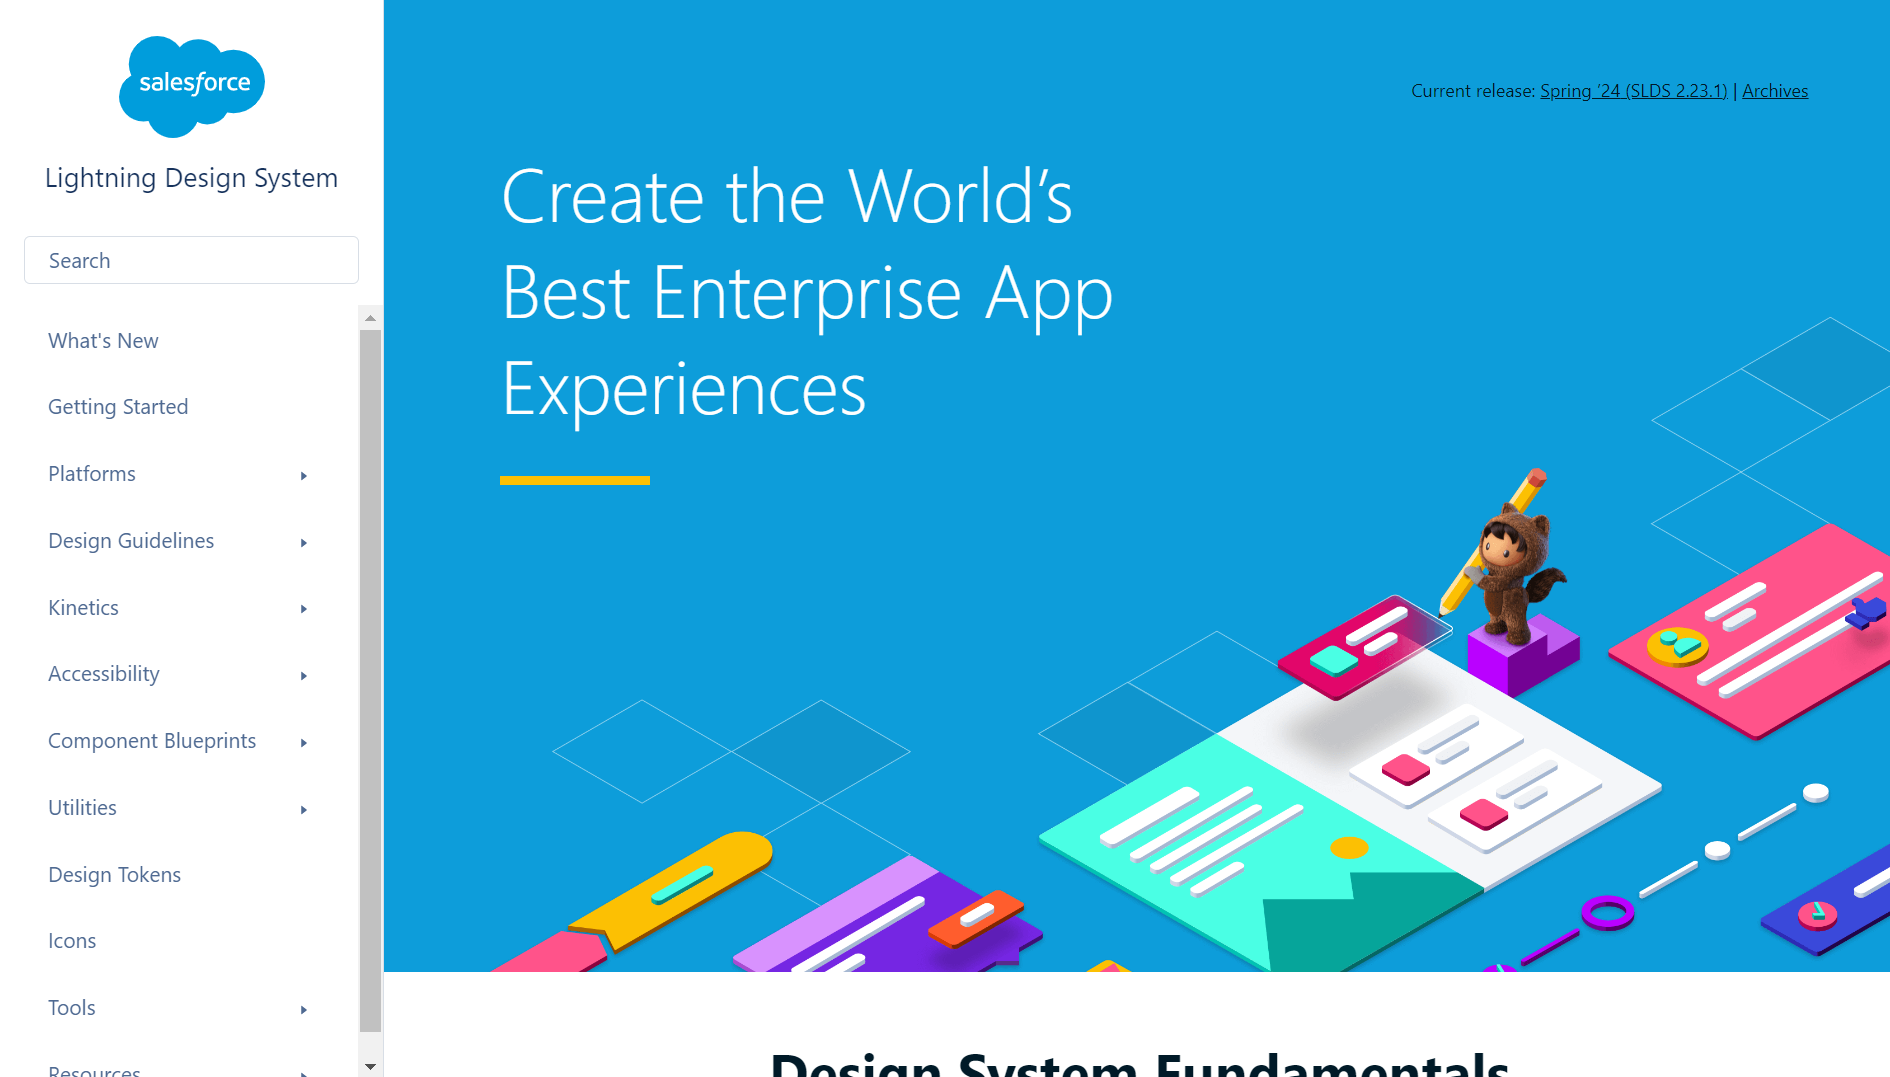 salesforce
Lightning Design System
Search
What's New
Getting Started
Platforms
Design Guidelines
Kinetics
Accessibility
Component Blueprints
Utilities
Design Tokens
Icons
Tools
Resources
Current release: Spring ’24 (SLDS 2.23.1) | Archives
Create the World’s
Best Enterprise App
Experiences
Design System Fundamentals